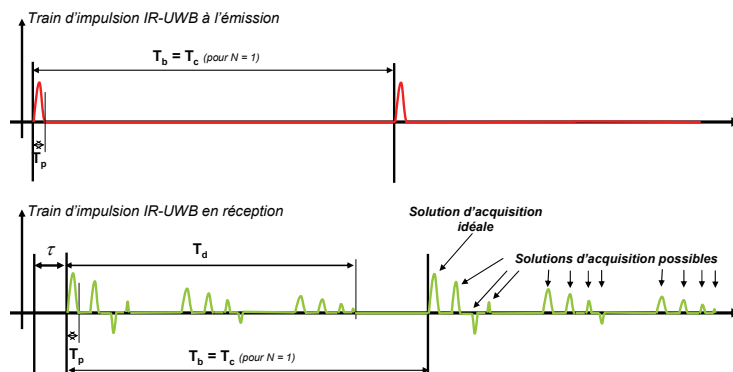 Train d'impulsion IR-UWB à l'émission
T_b = T_c (pour N = 1)
T_p
Train d'impulsion IR-UWB en réception
Solution d'acquisition
idéale
τ
T_d
Solutions d'acquisition possibles
T_p
T_b = T_c (pour N = 1)